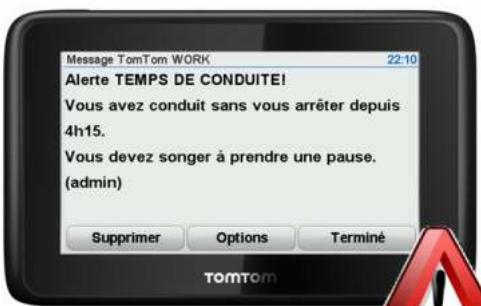 Message TomTom WORK 22:10
Alerte TEMPS DE CONDUITE!
Vous avez conduit sans vous arrêter depuis
4h15.
Vous devez songer à prendre une pause.
(admin)
Supprimer Options Terminé
TOMTOM